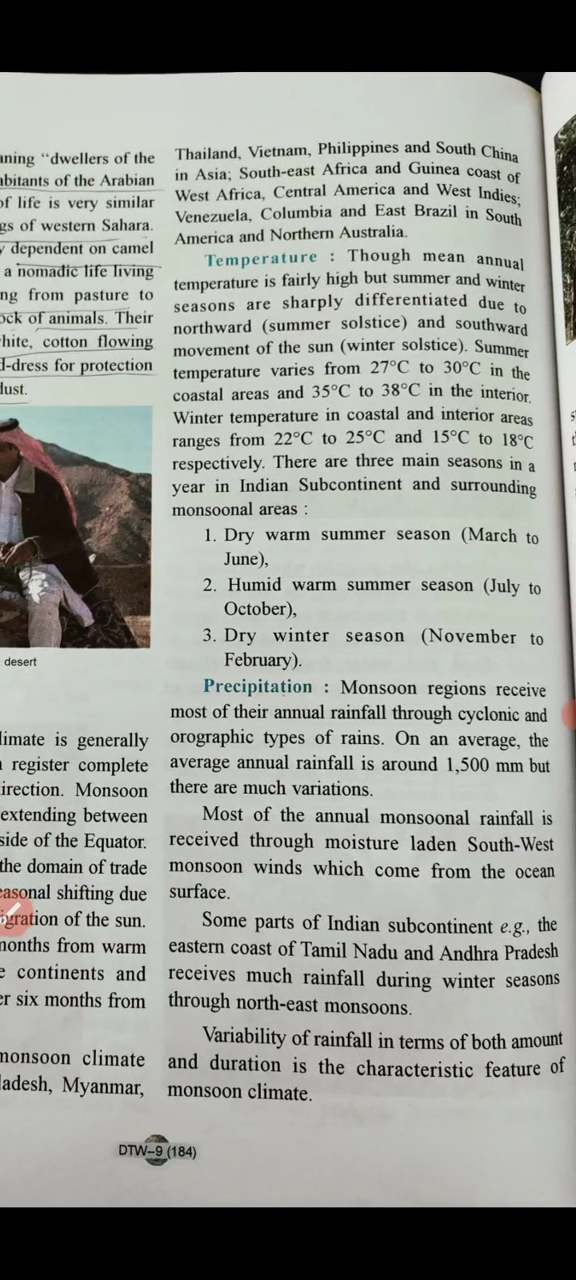 aning “dwellers of the
abitants of the Arabian
of life is very similar
gs of western Sahara.
y dependent on camel
a nomadic life living
ng from pasture to
ock of animals. Their
hite, cotton flowing
d-dress for protection
dust.
desert
limate is generally
register complete
irection. Monsoon
extending between
side of the Equator.
the domain of trade
easonal shifting due
igration of the sun.
months from warm
e continents and
er six months from
monsoon climate
ladesh, Myanmar,
Thailand, Vietnam, Philippines and South China
in Asia; South-east Africa and Guinea coast of
West Africa, Central America and West Indies;
Venezuela, Columbia and East Brazil in South
America and Northern Australia.
Temperature : Though mean annual
temperature is fairly high but summer and winter
seasons are sharply differentiated due to
northward (summer solstice) and southward
movement of the sun (winter solstice). Summer
temperature varies from 27°C to 30°C in the
coastal areas and 35°C to 38°C in the interior.
Winter temperature in coastal and interior areas
ranges from 22°C to 25°C and 15°C to 18°C
respectively. There are three main seasons in a
year in Indian Subcontinent and surrounding
monsoonal areas :
1. Dry warm summer season (March to
June),
2. Humid warm summer season (July to
October),
3. Dry winter season (November to
February).
Precipitation : Monsoon regions receive
most of their annual rainfall through cyclonic and
orographic types of rains. On an average, the
average annual rainfall is around 1,500 mm but
there are much variations.
Most of the annual monsoonal rainfall is
received through moisture laden South-West
monsoon winds which come from the ocean
surface.
Some parts of Indian subcontinent e.g., the
eastern coast of Tamil Nadu and Andhra Pradesh
receives much rainfall during winter seasons
through north-east monsoons.
Variability of rainfall in terms of both amount
and duration is the characteristic feature of
monsoon climate.
DTW–9 (184)